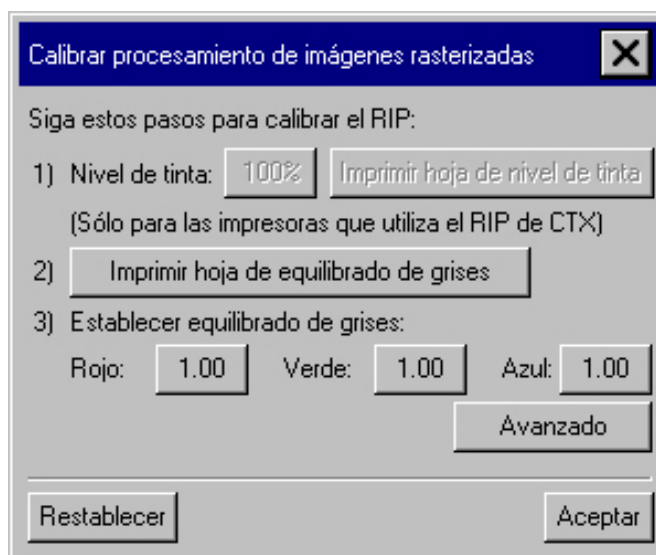 Calibrar procesamiento de imágenes rasterizadas
Siga estos pasos para calibrar el RIP:
1) Nivel de tinta: 100% Imprimir hoja de nivel de tinta
(Sólo para las impresoras que utiliza el RIP de CTX)
2) Imprimir hoja de equilibrado de grises
3) Establecer equilibrado de grises:
Rojo: 1.00 Verde: 1.00 Azul: 1.00
Avanzado
Restablecer Aceptar